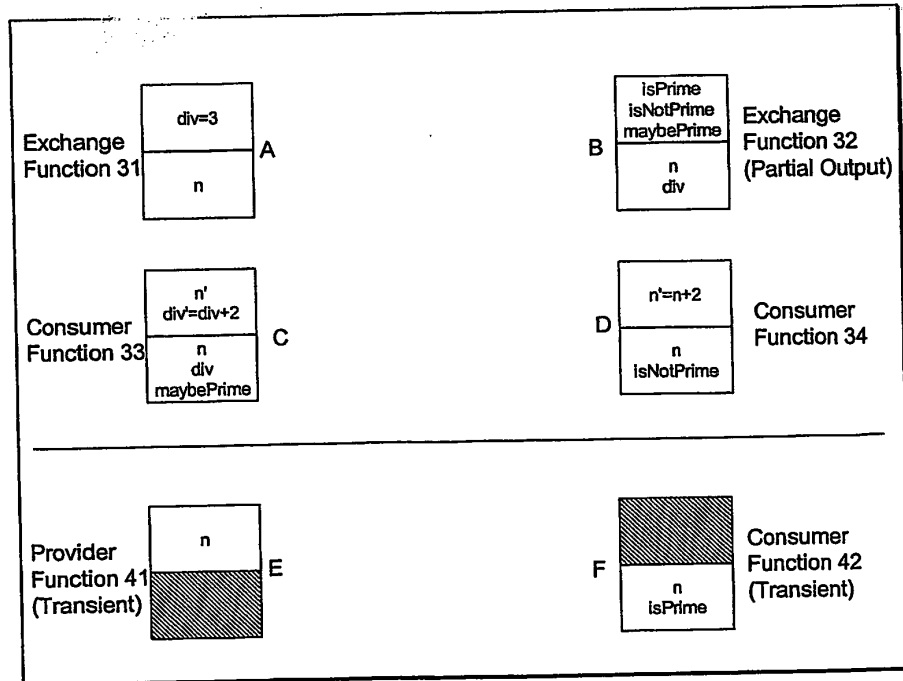 Exchange
Function 31
div=3
n
A
B
isPrime
isNotPrime
maybePrime
n
div
Exchange
Function 32
(Partial Output)
Consumer
Function 33
n'
div'=div+2
n
div
maybePrime
C
D
n'=n+2
n
isNotPrime
Consumer
Function 34
Provider
Function 41
(Transient)
n
E
F
n
isPrime
Consumer
Function 42
(Transient)